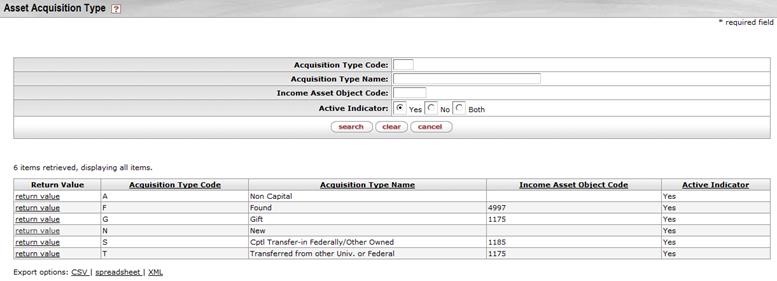 Asset Acquisition Type ?
* required field
Acquisition Type Code:
Acquisition Type Name:
Income Asset Object Code:
Active Indicator: Yes No Both
search clear cancel
6 items retrieved, displaying all items.
Return Value Acquisition Type Code Acquisition Type Name Income Asset Object Code Active Indicator
return value A Non Capital Yes
return value F Found 4997 Yes
return value G Gift 1175 Yes
return value N New Yes
return value S Cptl Transfer-in Federally/Other Owned 1185 Yes
return value T Transferred from other Univ. or Federal 1175 Yes
Export options: CSV | spreadsheet | XML